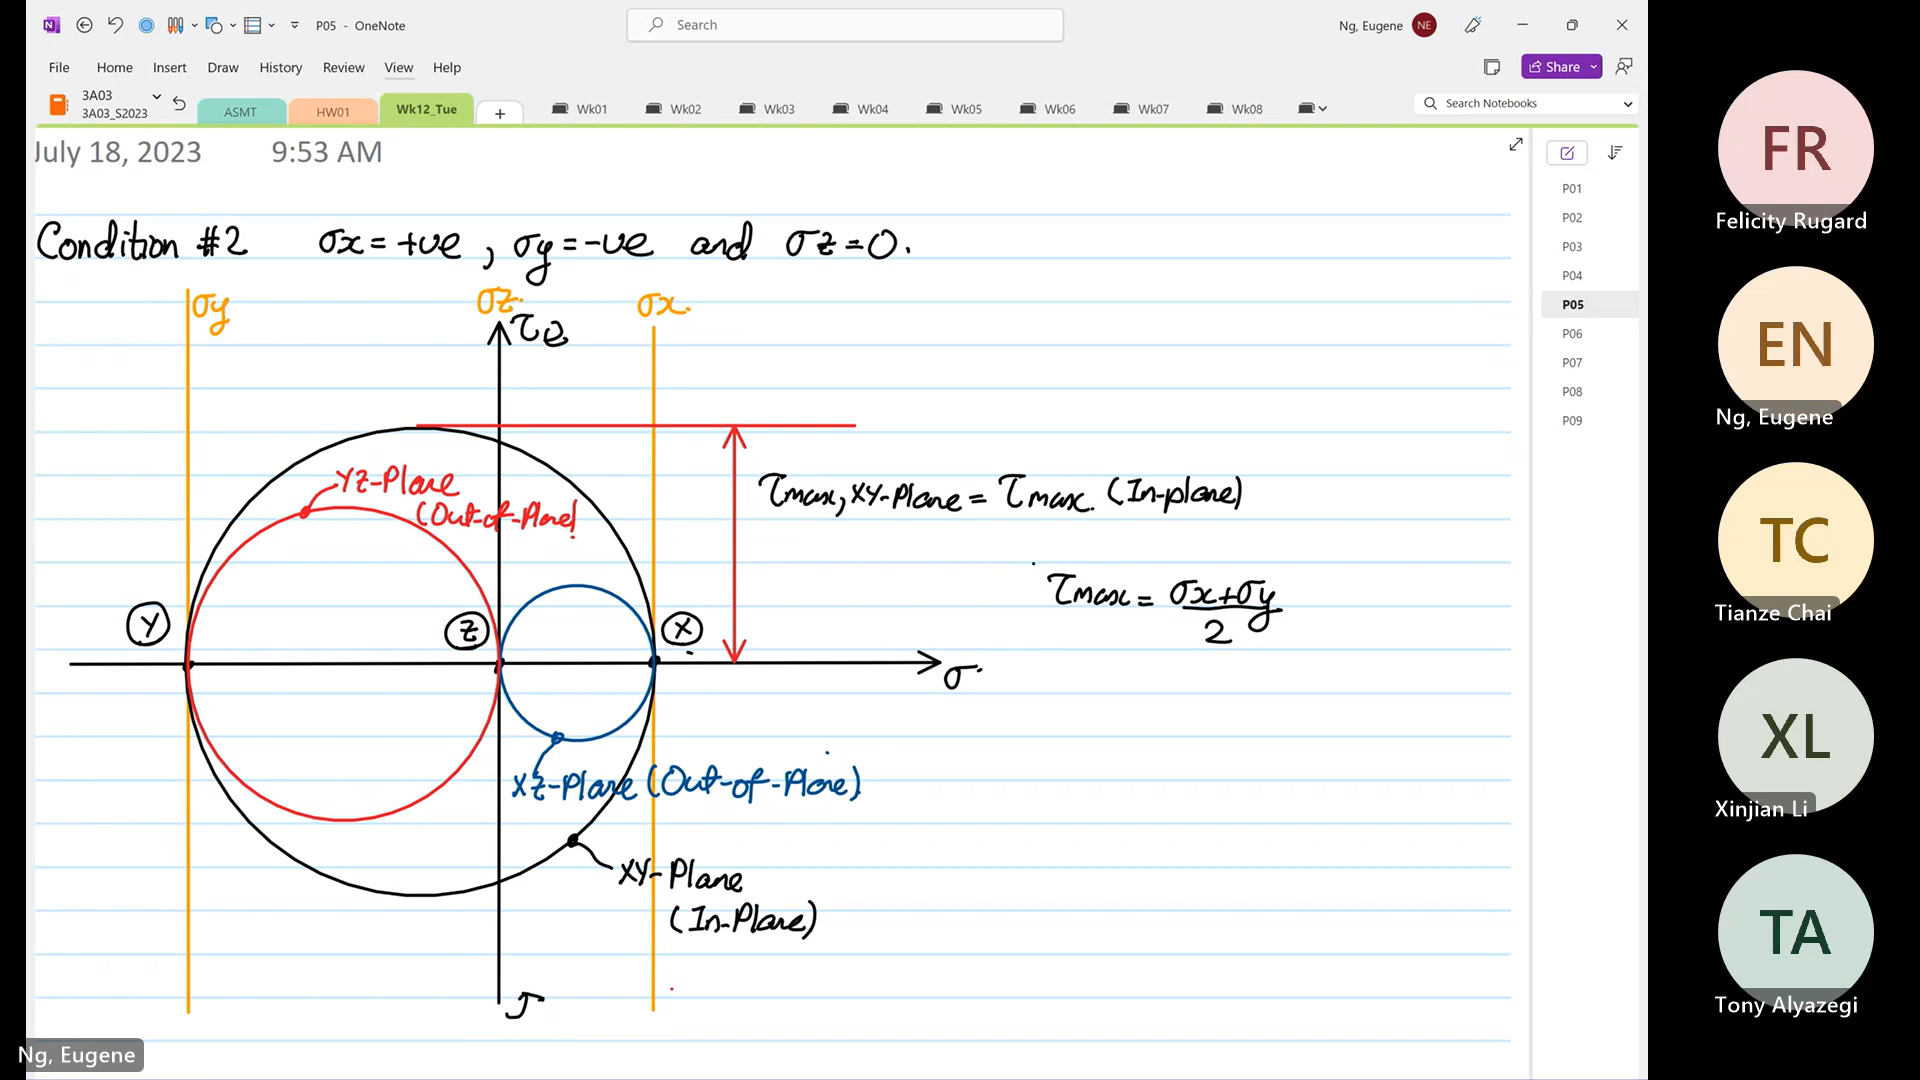 P05 - OneNote
Search
Ng, Eugene
NE
File Home Insert Draw History Review View Help
Share
3A03
3A03_S2023
ASMT
HW01
Wk12_Tue
+
Wk01
Wk02
Wk03
Wk04
Wk05
Wk06
Wk07
Wk08
Search Notebooks
July 18, 2023 9:53 AM
P01
P02
P03
P04
P05
P06
P07
P08
P09
Condition #2 σx = +ve, σy = -ve and σz = 0.
σy
σz
σx
τ
YZ-Plane
(Out-of-Plane)
τmax, XY-Plane = τmax. (In-plane)
τmax = σx+σy
2
Y
Z
X
σ
XZ-Plane (Out-of-Plane)
XY-Plane
(In-Plane)
Ng, Eugene
FR
Felicity Rugard
EN
Ng, Eugene
TC
Tianze Chai
XL
Xinjian Li
TA
Tony Alyazegi